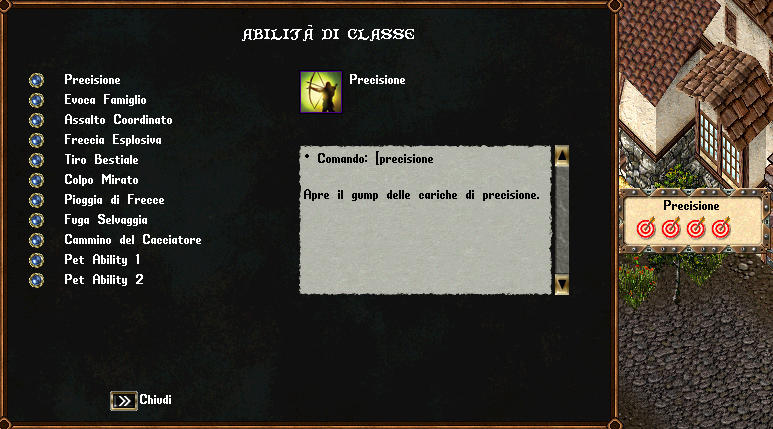 ABILITÀ DI CLASSE
Precisione
Evoca Famiglio
Assalto Coordinato
Freccia Esplosiva
Tiro Bestiale
Colpo Mirato
Pioggia di Frecce
Fuga Selvaggia
Cammino del Cacciatore
Pet Ability 1
Pet Ability 2
Chiudi
Precisione
• Comando: [precisione
Apre il gump delle cariche di precisione.
Precisione